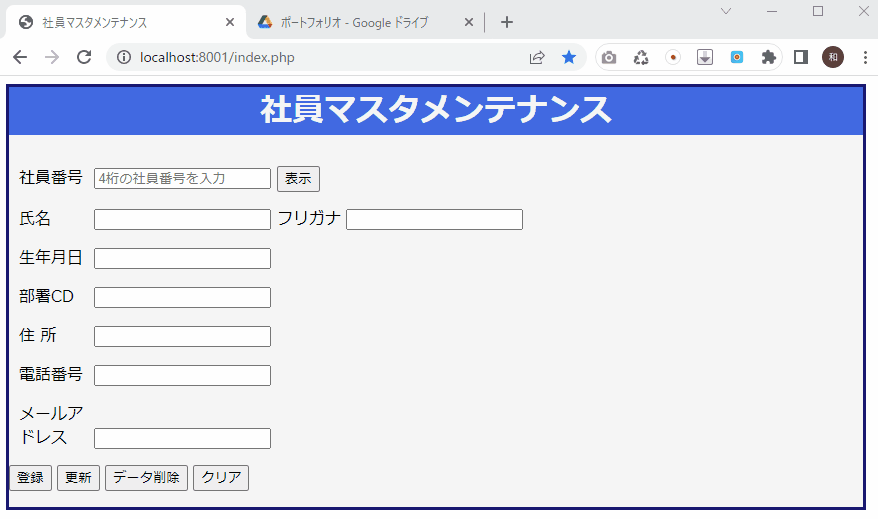 社員マスタメンテナンス
ポートフォリオ - Google ドライブ
localhost:8001/index.php
和
社員マスタメンテナンス
社員番号 4桁の社員番号を入力 表示
氏名 フリガナ
生年月日
部署CD
住 所
電話番号
メールア
ドレス
登録 更新 データ削除 クリア